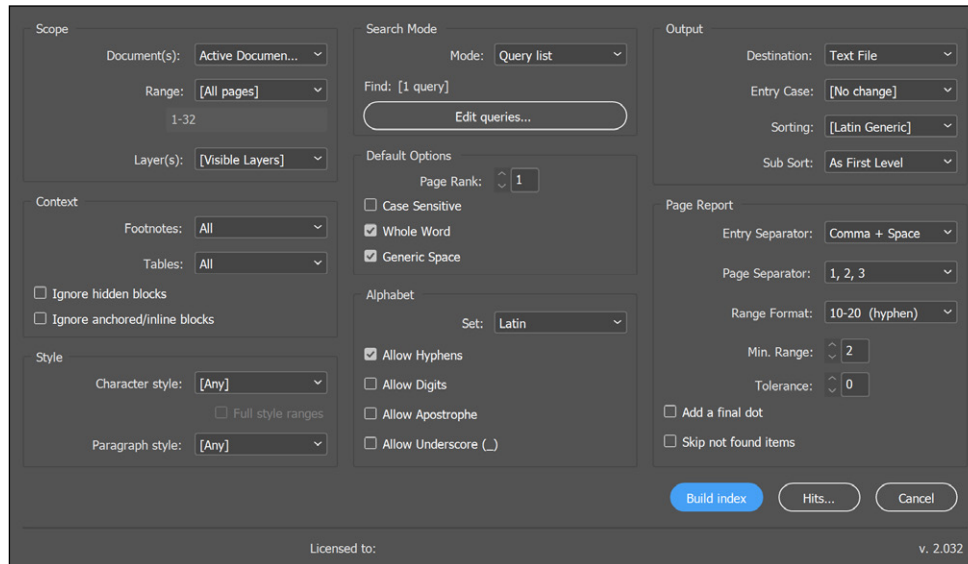 Scope
Document(s): Active Documen...
Range: [All pages]
1-32
Layer(s): [Visible Layers]
Context
Footnotes: All
Tables: All
Ignore hidden blocks
Ignore anchored/inline blocks
Style
Character style: [Any]
Full style ranges
Paragraph style: [Any]
Search Mode
Mode: Query list
Find: [1 query]
Edit queries...
Default Options
Page Rank: 1
Case Sensitive
Whole Word
Generic Space
Alphabet
Set: Latin
Allow Hyphens
Allow Digits
Allow Apostrophe
Allow Underscore (_)
Output
Destination: Text File
Entry Case: [No change]
Sorting: [Latin Generic]
Sub Sort: As First Level
Page Report
Entry Separator: Comma + Space
Page Separator: 1, 2, 3
Range Format: 10-20 (hyphen)
Min. Range: 2
Tolerance: 0
Add a final dot
Skip not found items
Build index Hits... Cancel
Licensed to: v. 2.032